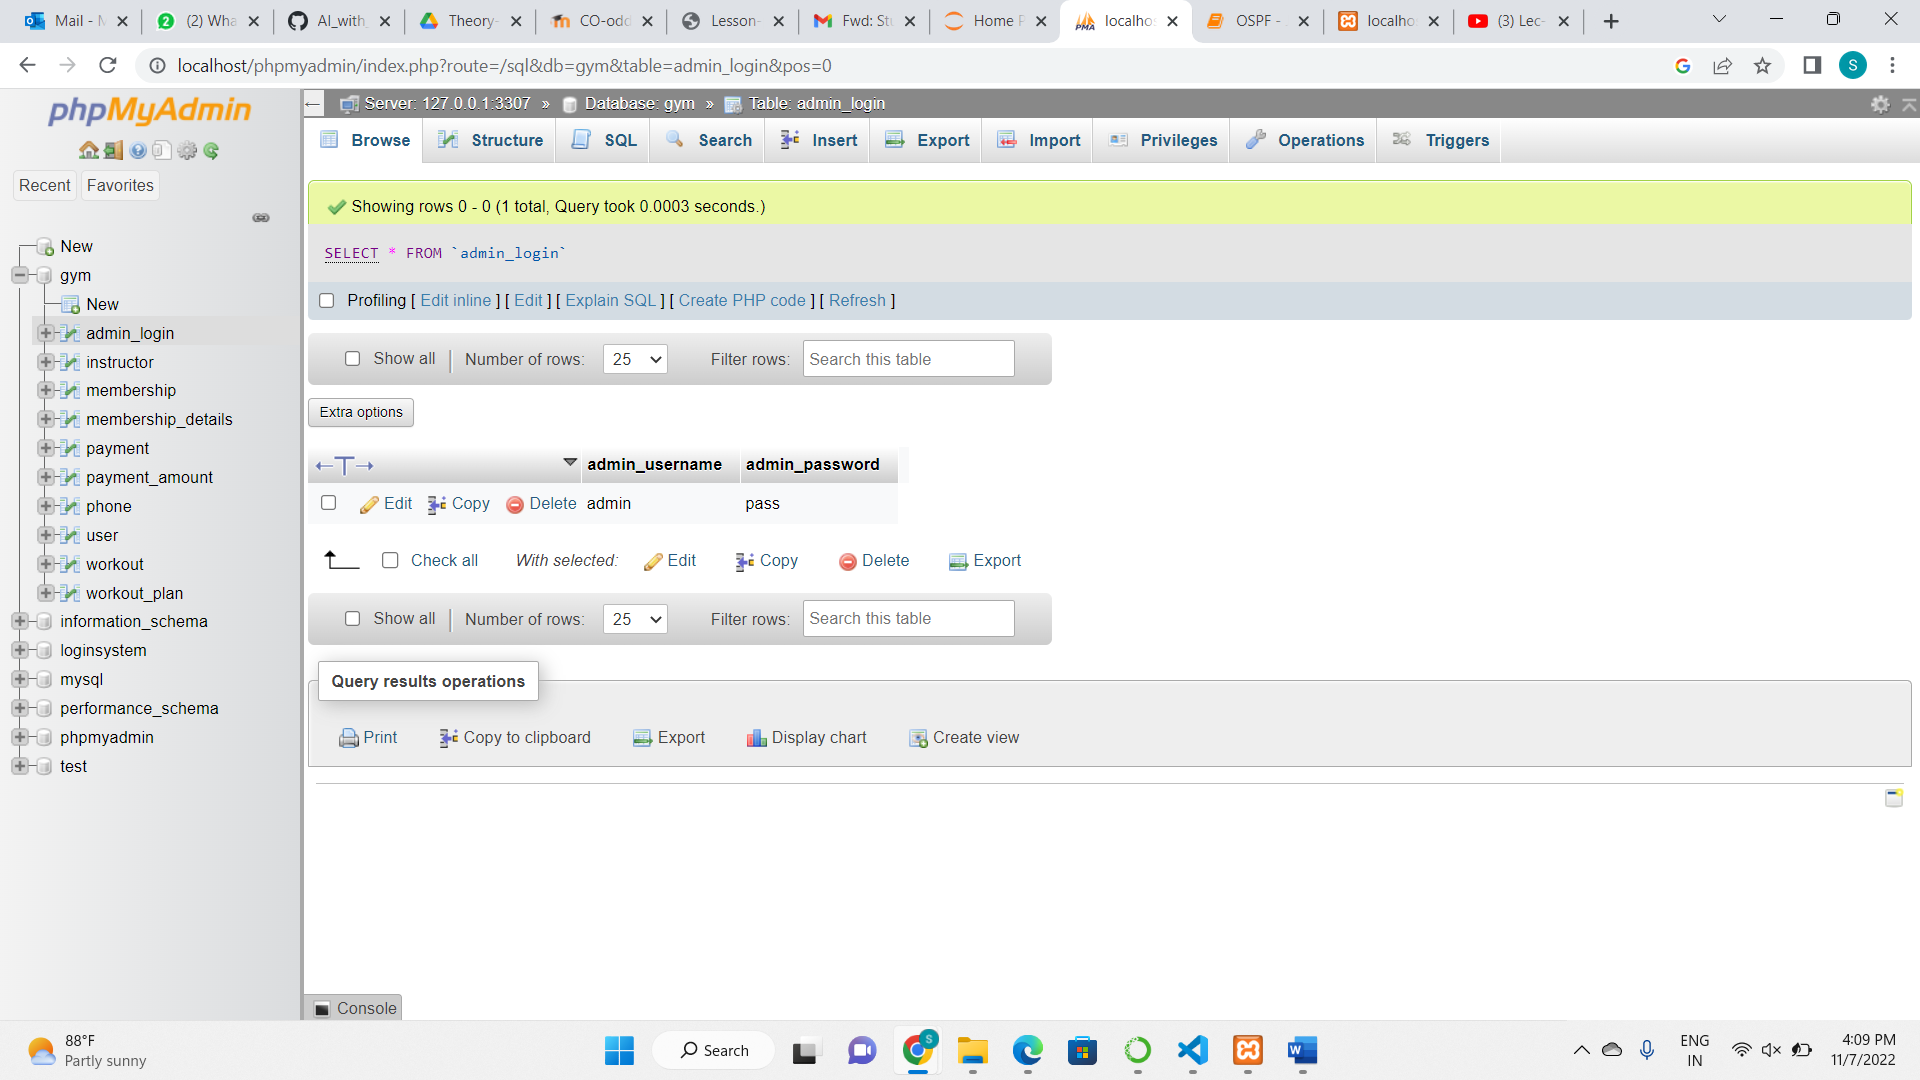 Mail - M
(2) Wha
AI_with_
Theory-
CO-odd
Lesson-
Fwd: Stu
Home P
localhos
OSPF -
localhos
(3) Lec-
localhost/phpmyadmin/index.php?route=/sql&db=gym&table=admin_login&pos=0
S
phpMyAdmin
Recent
Favorites
New
gym
New
admin_login
instructor
membership
membership_details
payment
payment_amount
phone
user
workout
workout_plan
information_schema
loginsystem
mysql
performance_schema
phpmyadmin
test
Server: 127.0.0.1:3307 » Database: gym » Table: admin_login
Browse Structure SQL Search Insert Export Import Privileges Operations Triggers
Showing rows 0 - 0 (1 total, Query took 0.0003 seconds.)
SELECT * FROM `admin_login`
Profiling [ Edit inline ] [ Edit ] [ Explain SQL ] [ Create PHP code ] [ Refresh ]
Show all Number of rows: 25 Filter rows: Search this table
Extra options
admin_username admin_password
Edit Copy Delete admin pass
Check all With selected: Edit Copy Delete Export
Show all Number of rows: 25 Filter rows: Search this table
Query results operations
Print Copy to clipboard Export Display chart Create view
Console
88°F
Partly sunny
Search
ENG
IN
4:09 PM
11/7/2022